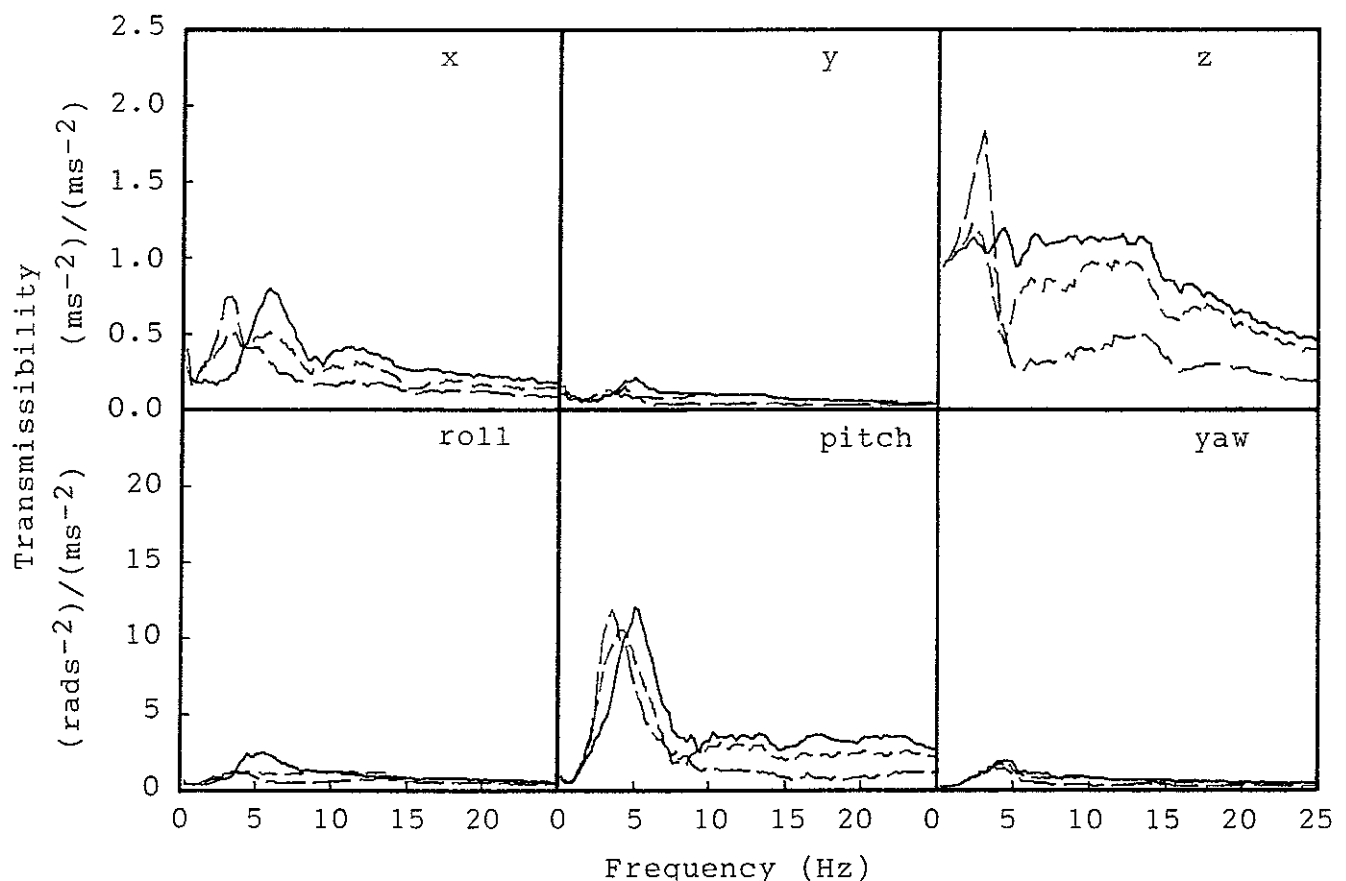 2.5
x
y
z
2.0
1.5
1.0
0.5
0.0
Transmissibility
(ms⁻²)/(ms⁻²)
roll
pitch
yaw
20
15
10
5
0
(rads⁻²)/(ms⁻²)
0 5 10 15 20 0 5 10 15 20 0 5 10 15 20 25
Frequency (Hz)